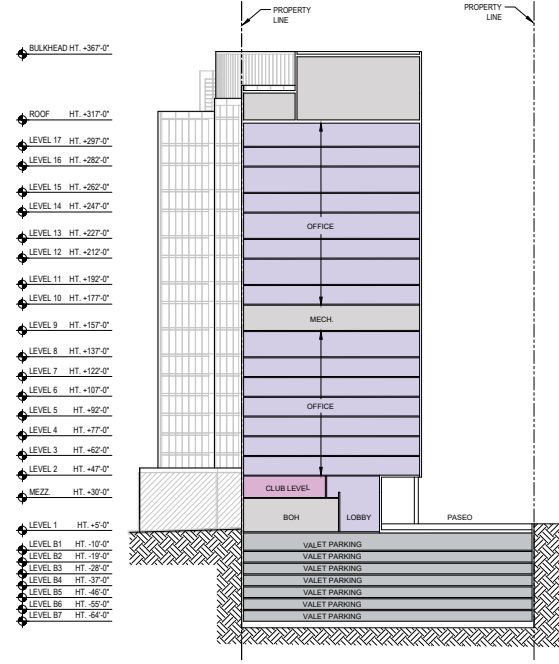 PROPERTY
LINE
PROPERTY
LINE
BULKHEAD HT. +367'-0"
ROOF HT. +317'-0"
LEVEL 17 HT. +297'-0"
LEVEL 16 HT. +282'-0"
LEVEL 15 HT. +262'-0"
LEVEL 14 HT. +247'-0"
LEVEL 13 HT. +227'-0"
OFFICE
LEVEL 12 HT. +212'-0"
LEVEL 11 HT. +192'-0"
LEVEL 10 HT. +177'-0"
MECH.
LEVEL 9 HT. +157'-0"
LEVEL 8 HT. +137'-0"
LEVEL 7 HT. +122'-0"
LEVEL 6 HT. +107'-0"
OFFICE
LEVEL 5 HT. +92'-0"
LEVEL 4 HT. +77'-0"
LEVEL 3 HT. +62'-0"
LEVEL 2 HT. +47'-0"
CLUB LEVEL
MEZZ. HT. +30'-0"
BOH LOBBY PASEO
LEVEL 1 HT. +5'-0"
LEVEL B1 HT. -10'-0" VALET PARKING
LEVEL B2 HT. -19'-0" VALET PARKING
LEVEL B3 HT. -28'-0" VALET PARKING
LEVEL B4 HT. -37'-0" VALET PARKING
LEVEL B5 HT. -46'-0" VALET PARKING
LEVEL B6 HT. -55'-0" VALET PARKING
LEVEL B7 HT. -64'-0" VALET PARKING